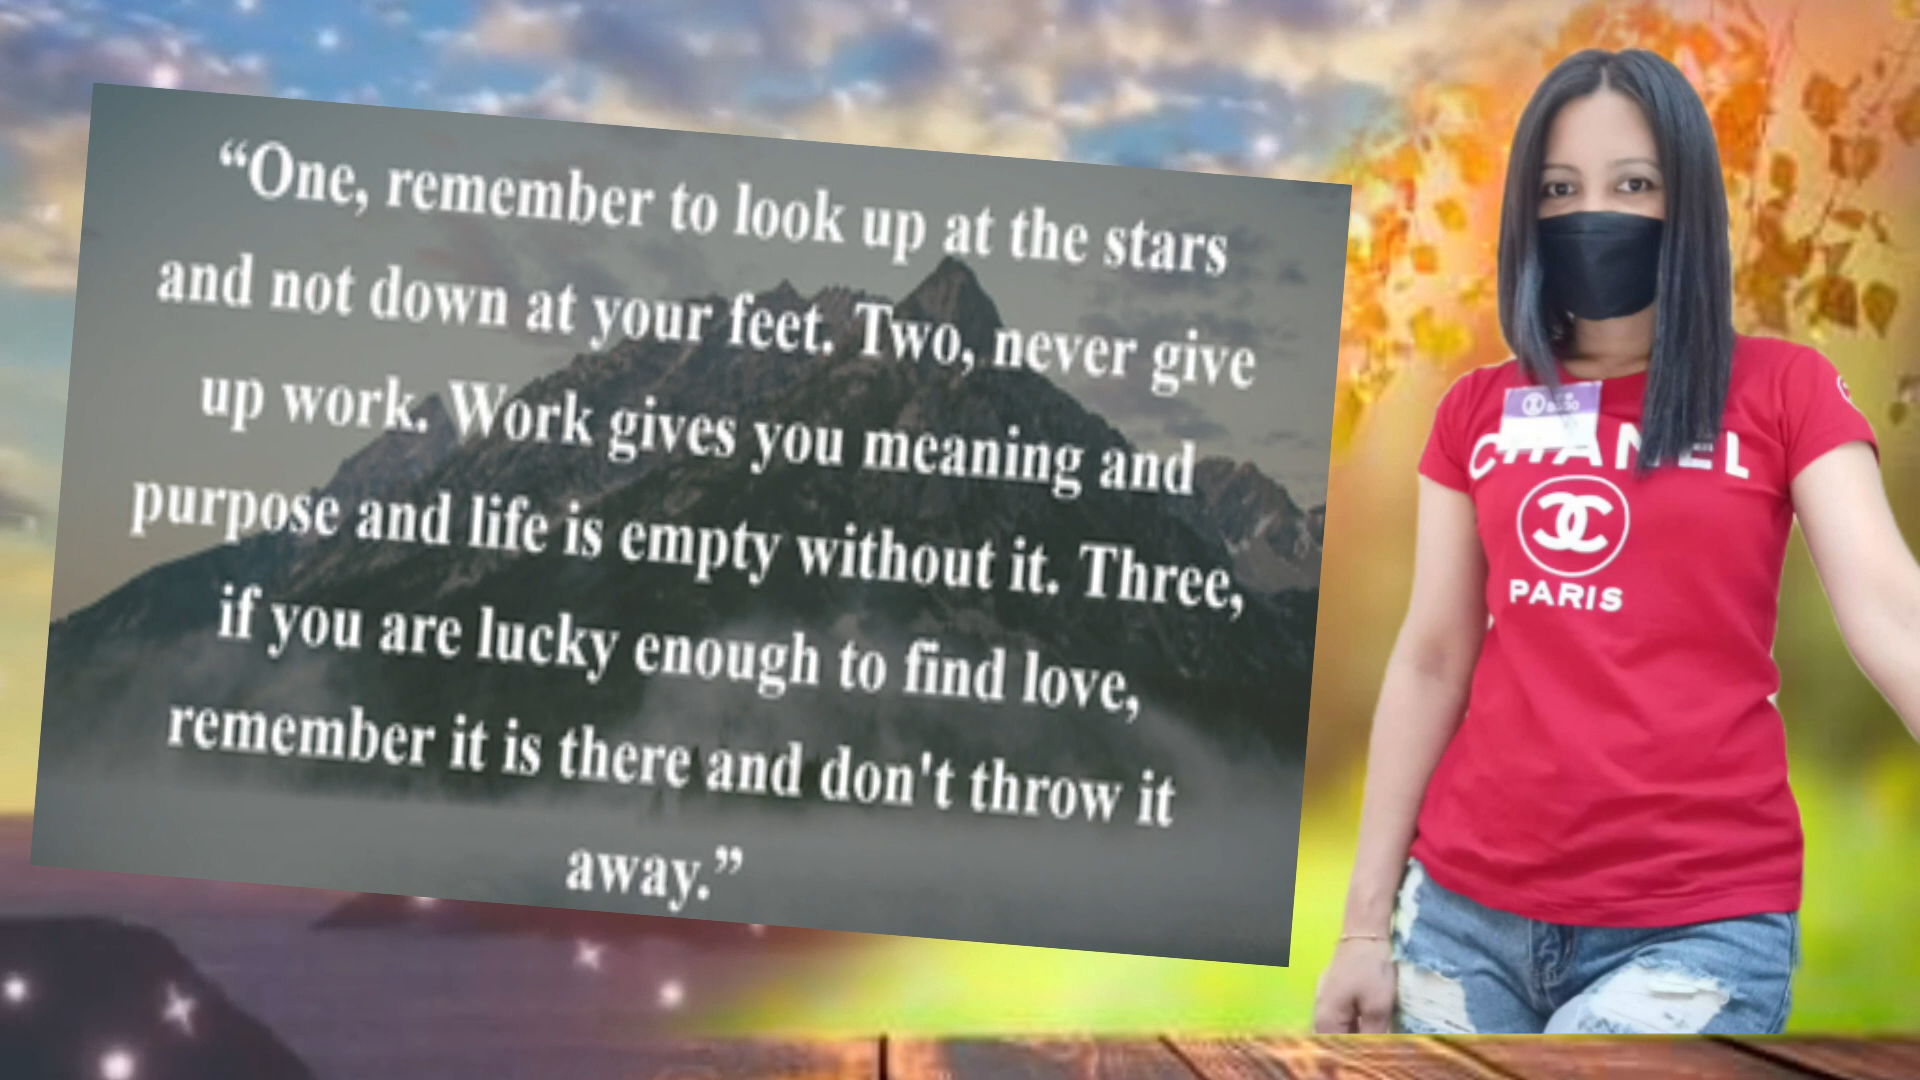 “One, remember to look up at the stars
and not down at your feet. Two, never give
up work. Work gives you meaning and
purpose and life is empty without it. Three,
if you are lucky enough to find love,
remember it is there and don't throw it
away.”
CHANEL
PARIS